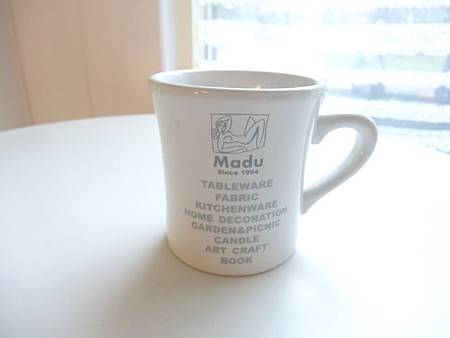 Madu
Since 1994
TABLEWARE
FABRIC
KITCHENWARE
HOME DECORATION
GARDEN&PICNIC
CANDLE
ART CRAFT
BOOK